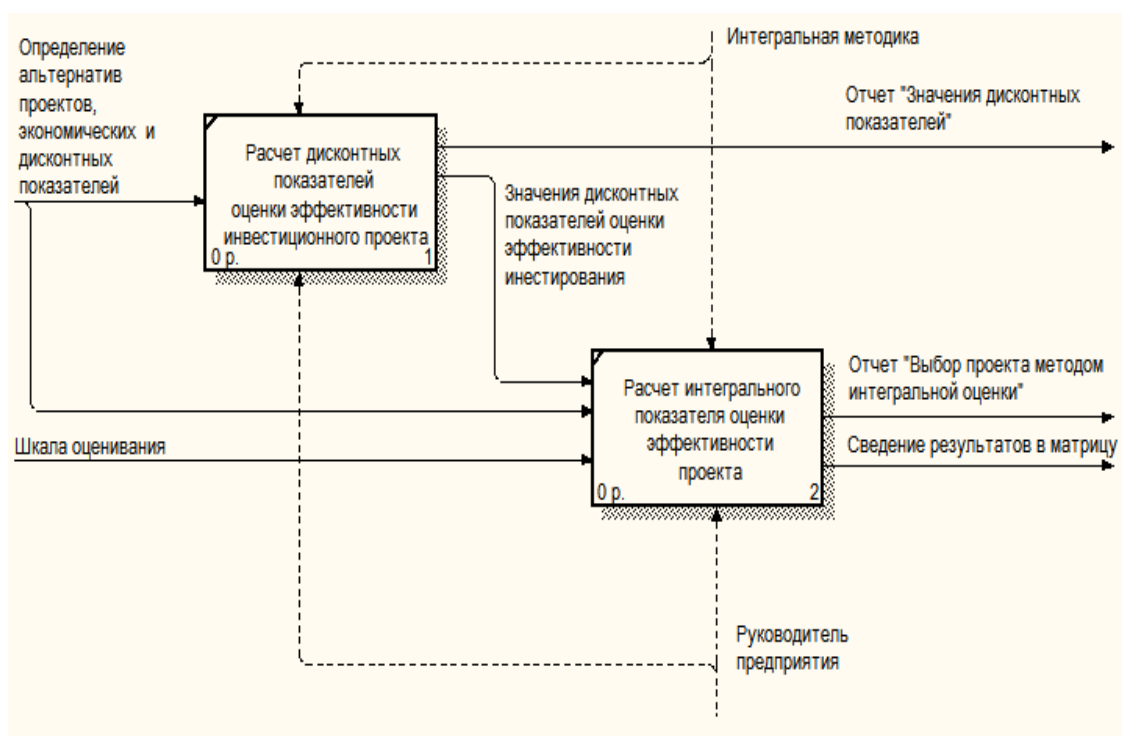 Определение
альтернатив
проектов,
экономических и
дисконтных
показателей
Интегральная методика
Отчет "Значения дисконтных
показателей"
Расчет дисконтных
показателей
оценки эффективности
инвестиционного проекта
0 р.
1
Значения дисконтных
показателей оценки
эффективности
инестирования
Отчет "Выбор проекта методом
интегральной оценки"
Расчет интегрального
показателя оценки
эффективности
проекта
0 р.
2
Шкала оценивания
Сведение результатов в матрицу
Руководитель
предприятия